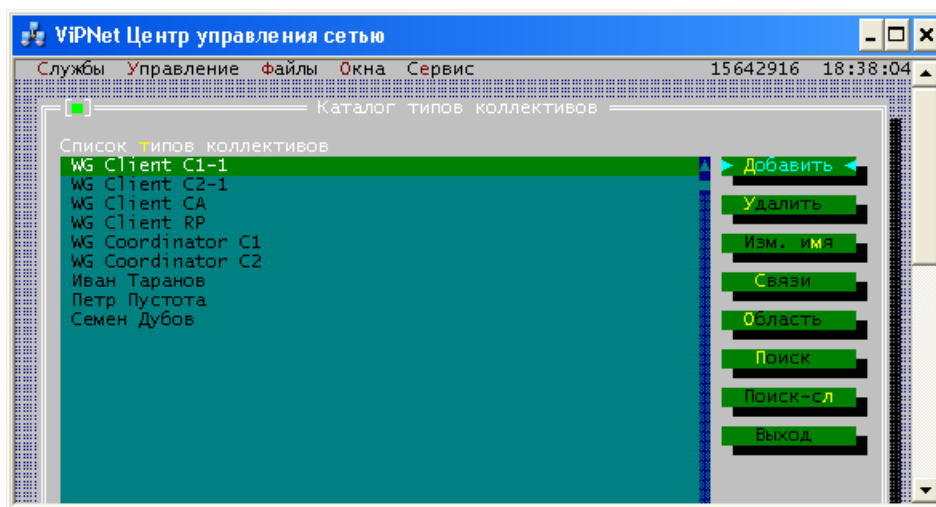 ViPNet Центр управления сетью
Службы Управление Файлы Окна Сервис 15642916 18:38:04
Каталог типов коллективов
Список типов коллективов
WG Client C1-1
WG Client C2-1
WG Client CA
WG Client RP
WG Coordinator C1
WG Coordinator C2
Иван Таранов
Петр Пустота
Семен Дубов
Добавить
Удалить
Изм. имя
Связи
Область
Поиск
Поиск-сл
Выход